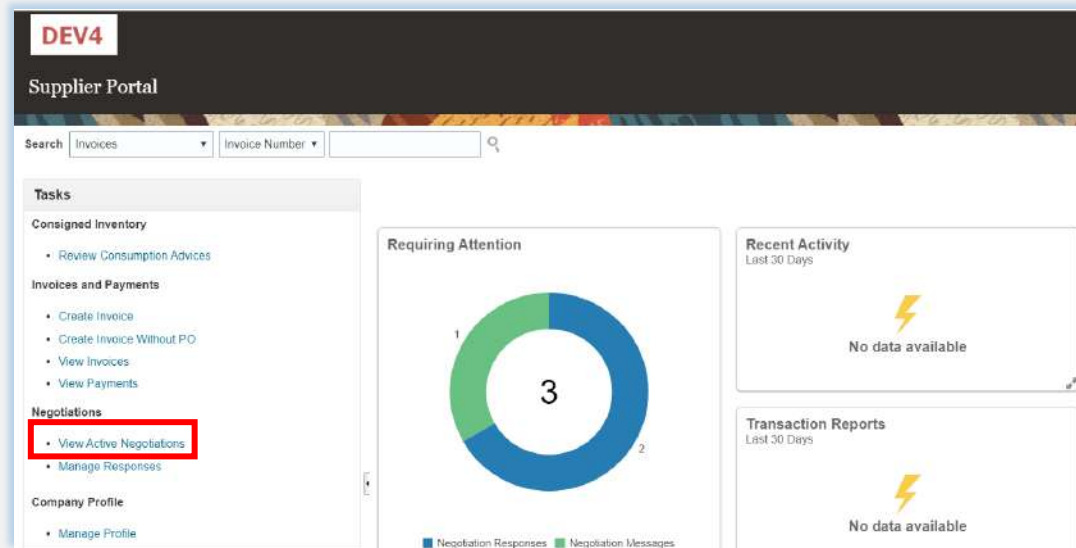 DEV4
Supplier Portal
Search Invoices Invoice Number
Tasks
Consigned Inventory
• Review Consumption Advices
Invoices and Payments
• Create Invoice
• Create Invoice Without PO
• View Invoices
• View Payments
Negotiations
• View Active Negotiations
• Manage Responses
Company Profile
• Manage Profile
Requiring Attention
1
3
2
Negotiation Responses Negotiation Messages
Recent Activity
Last 30 Days
No data available
Transaction Reports
Last 30 Days
No data available